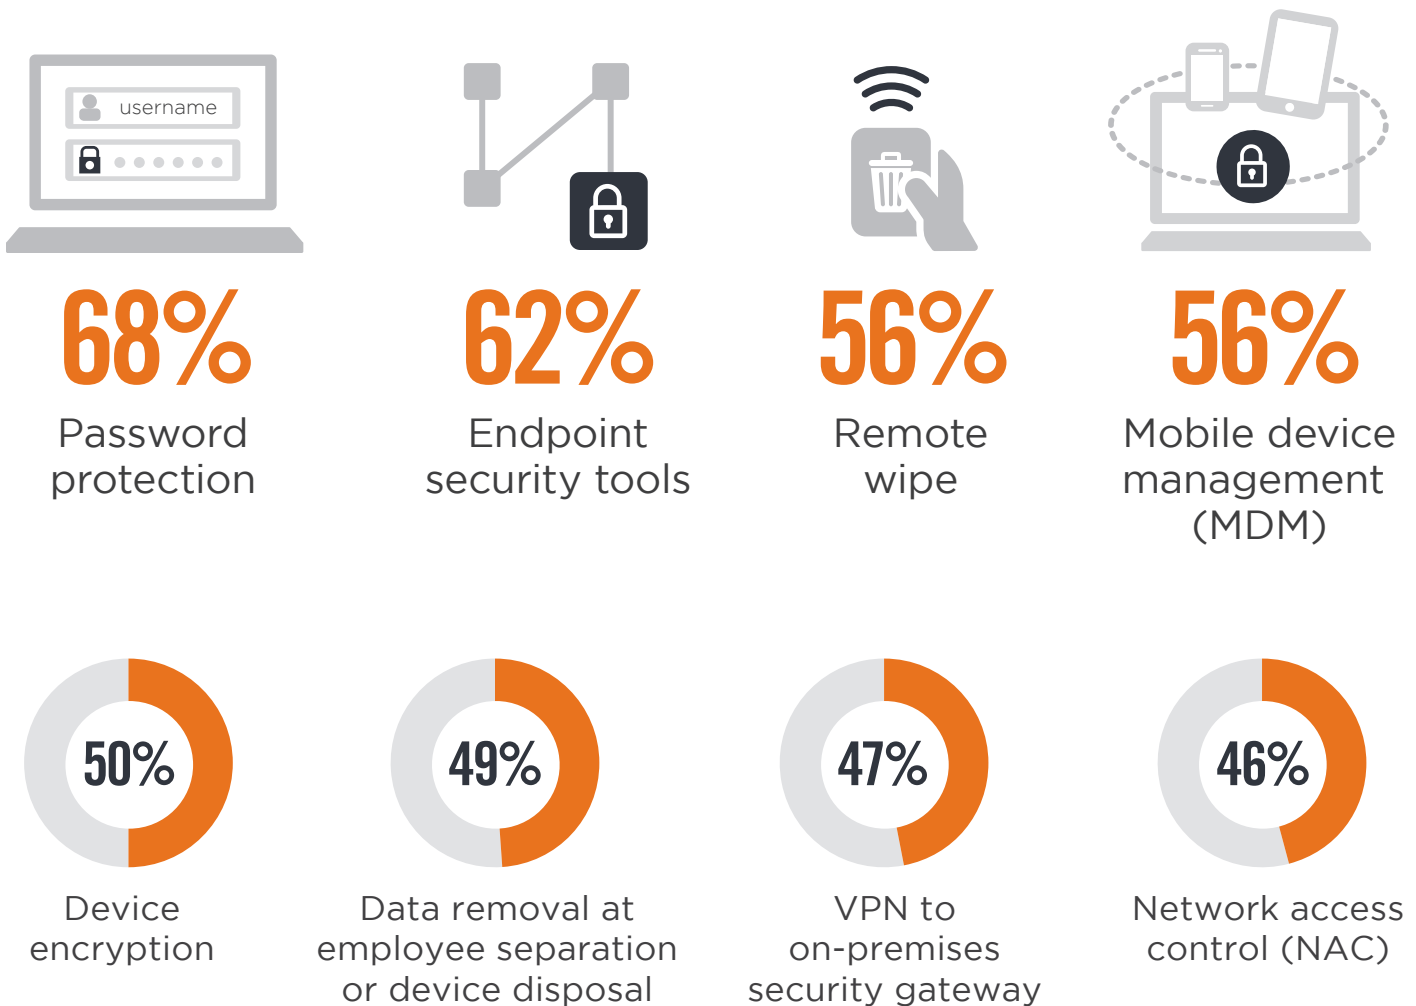 username
68%
Password
protection
62%
Endpoint
security tools
56%
Remote
wipe
56%
Mobile device
management
(MDM)
50%
Device
encryption
49%
Data removal at
employee separation
or device disposal
47%
VPN to
on-premises
security gateway
46%
Network access
control (NAC)